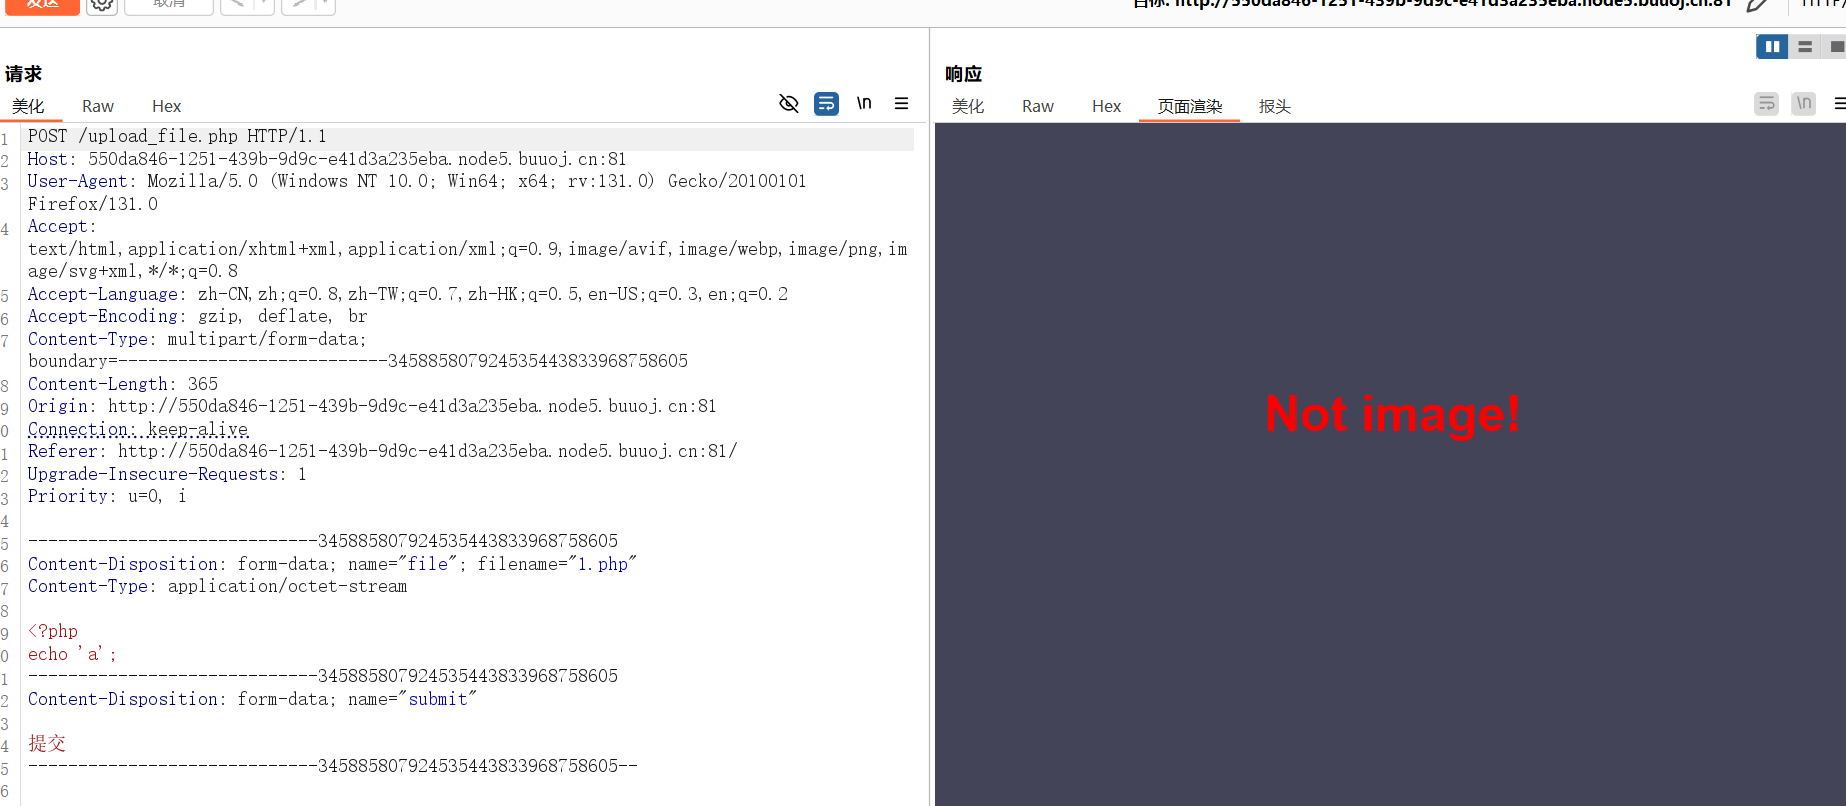 发送
取消
目标: http://550da846-1251-439b-9d9c-e41d3a235eba.node5.buuoj.cn:81
HTTP/
请求
美化 Raw Hex
\n
响应
美化 Raw Hex 页面渲染 报头
\n
1 POST /upload_file.php HTTP/1.1
2 Host: 550da846-1251-439b-9d9c-e41d3a235eba.node5.buuoj.cn:81
3 User-Agent: Mozilla/5.0 (Windows NT 10.0; Win64; x64; rv:131.0) Gecko/20100101
Firefox/131.0
4 Accept:
text/html,application/xhtml+xml,application/xml;q=0.9,image/avif,image/webp,image/png,im
age/svg+xml,*/*;q=0.8
5 Accept-Language: zh-CN,zh;q=0.8,zh-TW;q=0.7,zh-HK;q=0.5,en-US;q=0.3,en;q=0.2
6 Accept-Encoding: gzip, deflate, br
7 Content-Type: multipart/form-data;
boundary=---------------------------345885807924535443833968758605
8 Content-Length: 365
9 Origin: http://550da846-1251-439b-9d9c-e41d3a235eba.node5.buuoj.cn:81
0 Connection: keep-alive
1 Referer: http://550da846-1251-439b-9d9c-e41d3a235eba.node5.buuoj.cn:81/
2 Upgrade-Insecure-Requests: 1
3 Priority: u=0, i
4
5 -----------------------------345885807924535443833968758605
6 Content-Disposition: form-data; name="file"; filename="1.php"
7 Content-Type: application/octet-stream
8
9 <?php
0 echo 'a';
1 -----------------------------345885807924535443833968758605
2 Content-Disposition: form-data; name="submit"
3
4 提交
5 -----------------------------345885807924535443833968758605--
6
Not image!